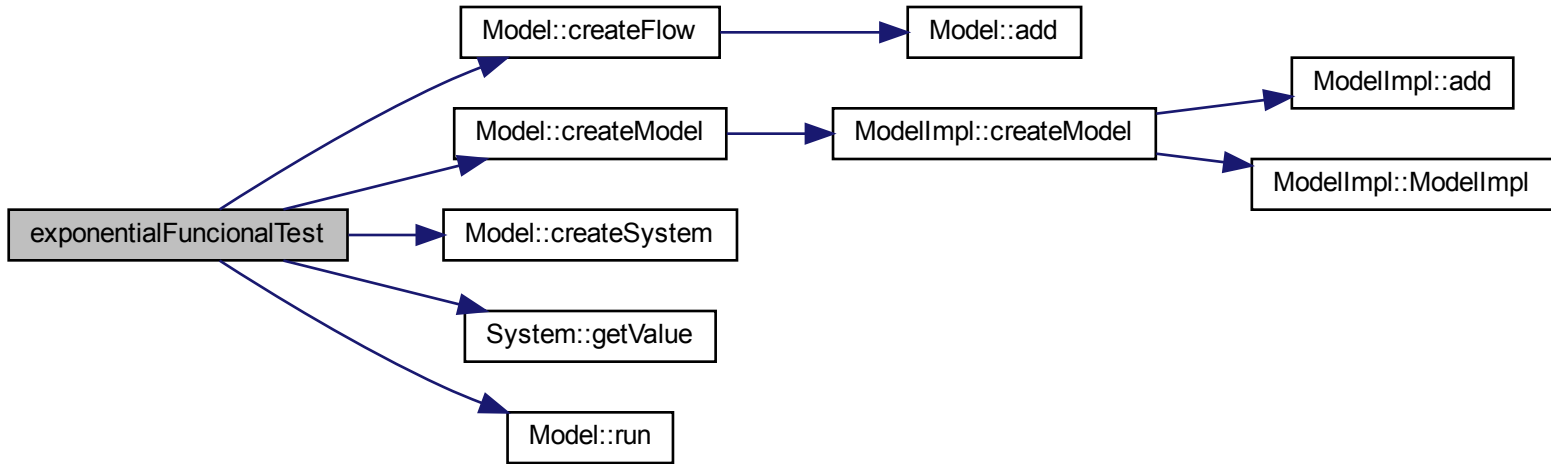 Model::createFlow
Model::add
ModelImpl::add
Model::createModel
ModelImpl::createModel
ModelImpl::ModelImpl
exponentialFuncionalTest
Model::createSystem
System::getValue
Model::run